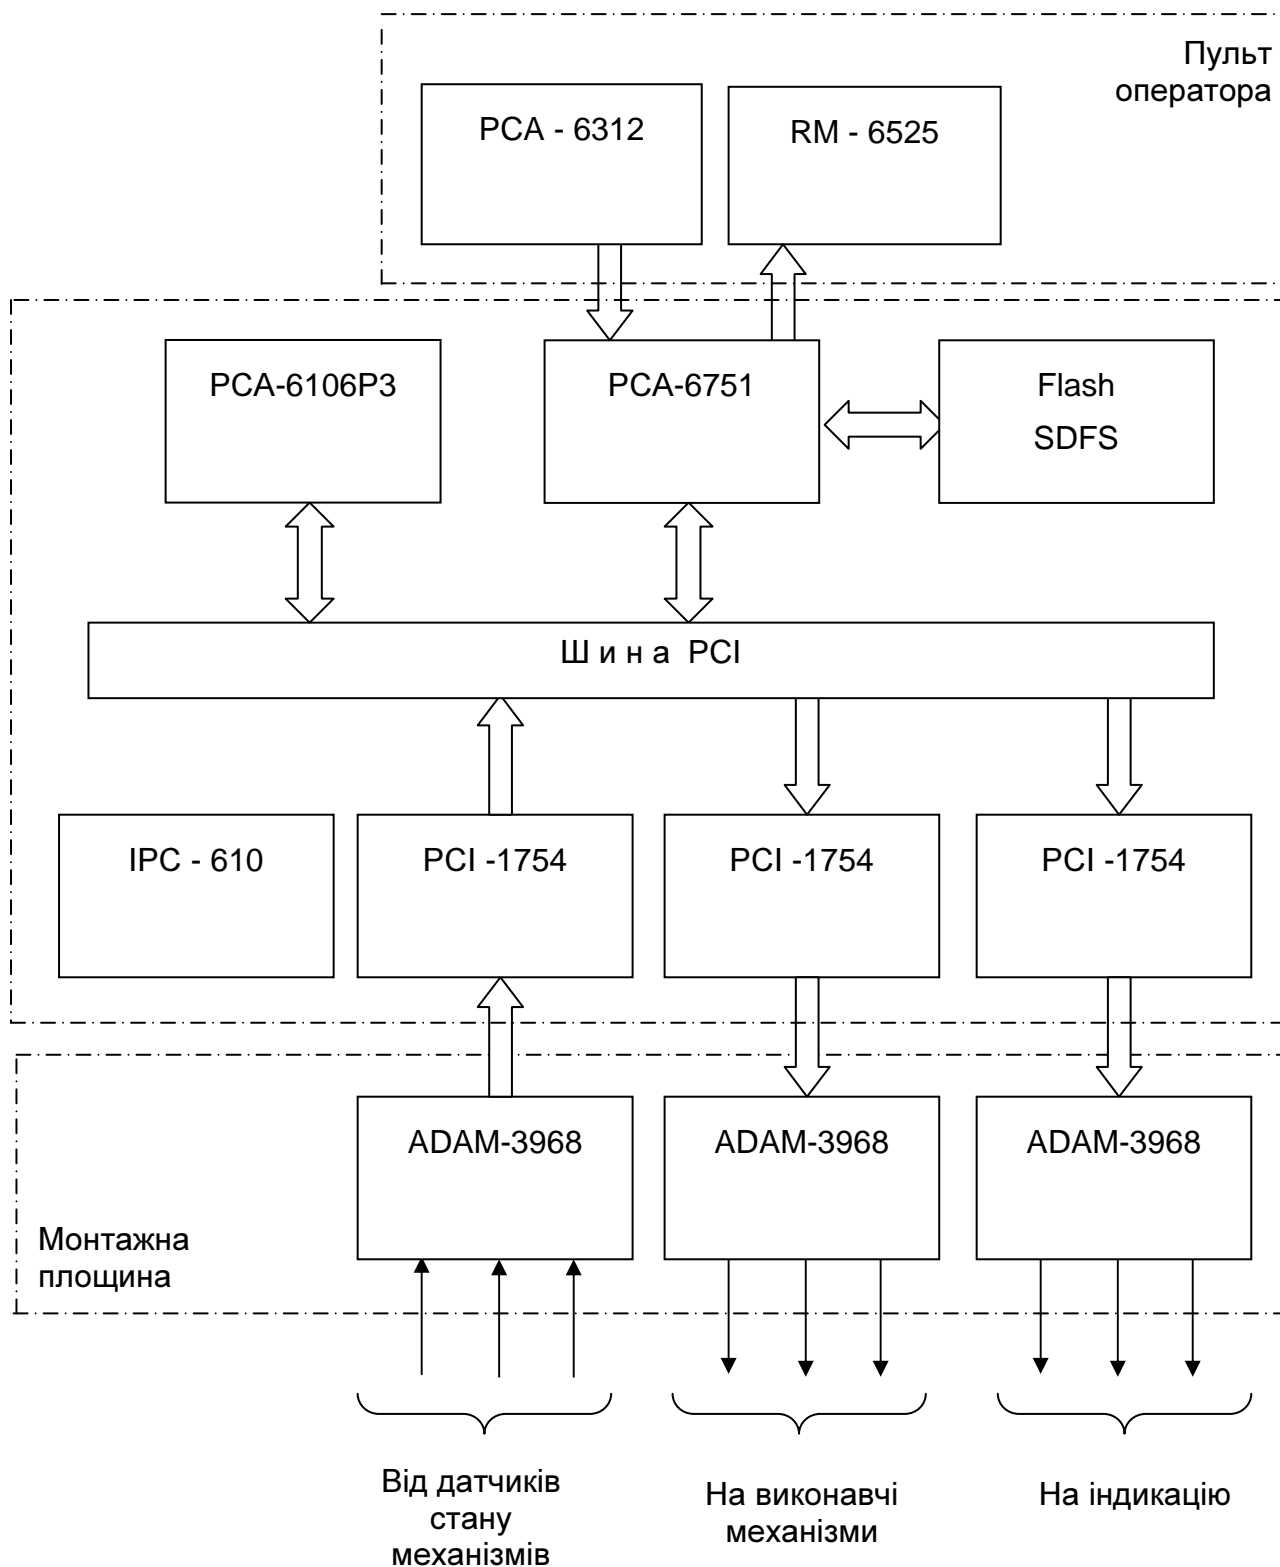 Пульт
оператора
PCA - 6312
RM - 6525
PCA-6106P3
PCA-6751
Flash
SDFS
Ш и н а  PCI
IPC - 610
PCI -1754
PCI -1754
PCI -1754
ADAM-3968
ADAM-3968
ADAM-3968
Монтажна
площина
Від датчиків
стану
механізмів
На виконавчі
механізми
На індикацію